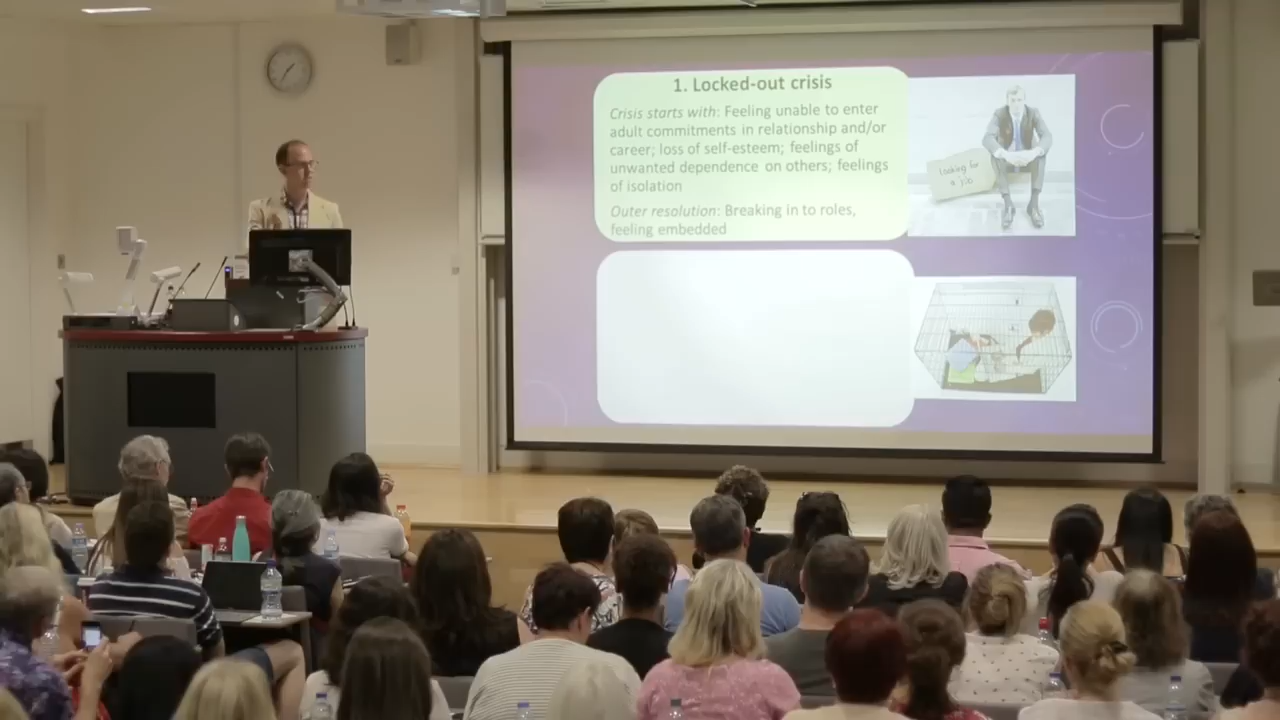 1. Locked-out crisis
Crisis starts with: Feeling unable to enter
adult commitments in relationship and/or
career; loss of self-esteem; feelings of
unwanted dependence on others; feelings
of isolation
Outer resolution: Breaking in to roles,
feeling embedded
looking for
a job